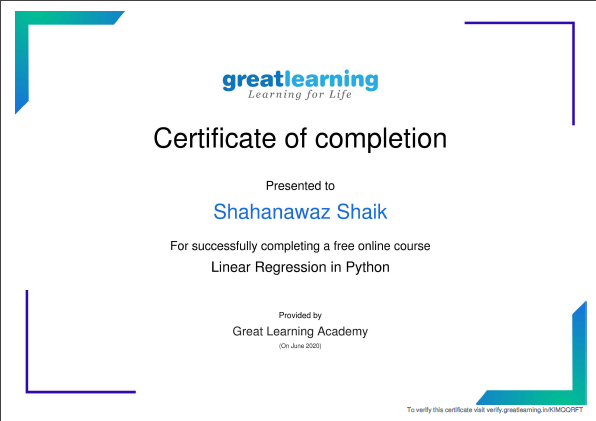 greatlearning
Learning for Life
Certificate of completion
Presented to
Shahanawaz Shaik
For successfully completing a free online course
Linear Regression in Python
Provided by
Great Learning Academy
(On June 2020)
To verify this certificate visit verify.greatlearning.in/KIMQQRFT